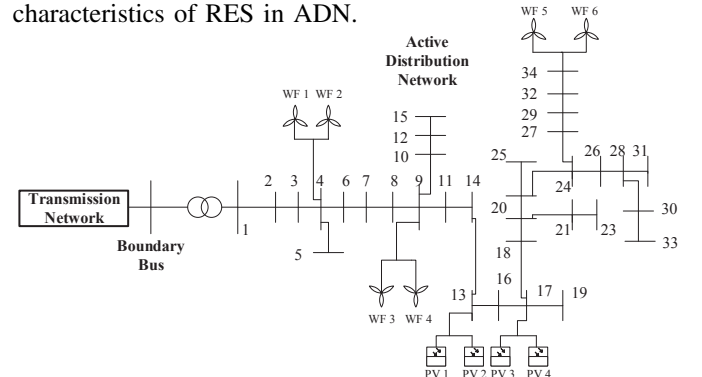 characteristics of RES in ADN.
WF 5 WF 6
Active
Distribution
Network
34
32
29
27
WF 1 WF 2
15
12
10
25
26 28 31
24
2 3 4 6 7 8 9 11 14
20
21 23
30
33
Transmission
Network
1
Boundary
Bus
5
18
16
13 17 19
WF 3 WF 4
PV 1 PV 2 PV 3 PV 4